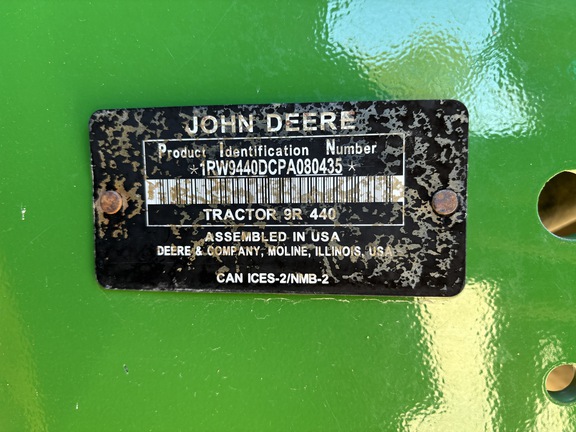 JOHN DEERE
Product Identification Number
*1RW9440DCPA080435*
TRACTOR 9R 440
ASSEMBLED IN USA
DEERE & COMPANY, MOLINE, ILLINOIS, USA
CAN ICES-2/NMB-2